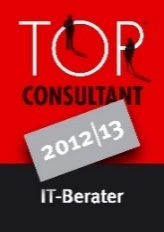 TOP
CONSULTANT
2012|13
IT-Berater